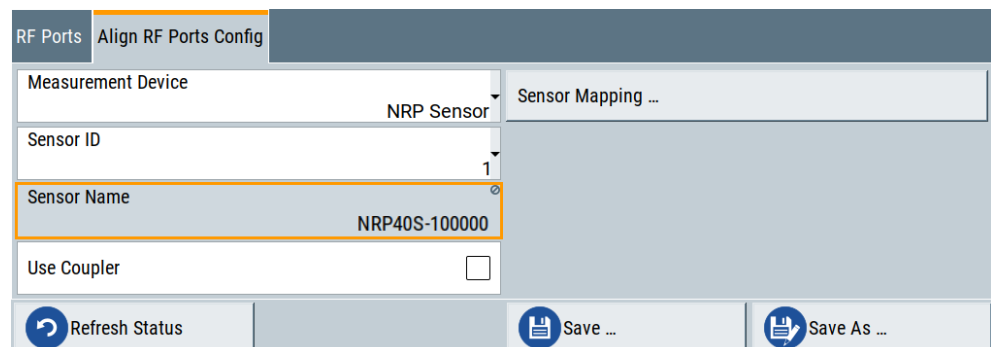 RF Ports Align RF Ports Config
Measurement Device
NRP Sensor
Sensor Mapping ...
Sensor ID
1
Sensor Name
NRP40S-100000
Use Coupler
Refresh Status
Save ...
Save As ...